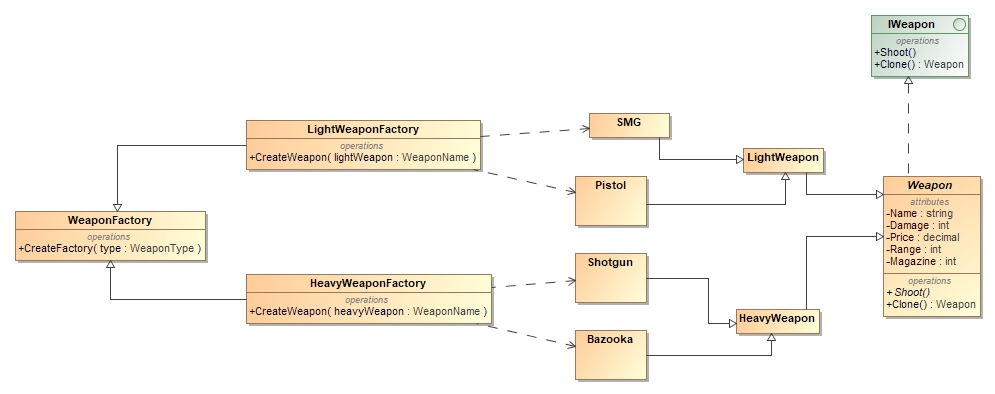 IWeapon
operations
+Shoot()
+Clone() : Weapon
LightWeaponFactory
operations
+CreateWeapon( lightWeapon : WeaponName )
SMG
LightWeapon
Pistol
Weapon
attributes
-Name : string
-Damage : int
-Price : decimal
-Range : int
-Magazine : int
operations
+ Shoot()
+Clone() : Weapon
WeaponFactory
operations
+CreateFactory( type : WeaponType )
Shotgun
HeavyWeaponFactory
operations
+CreateWeapon( heavyWeapon : WeaponName )
HeavyWeapon
Bazooka